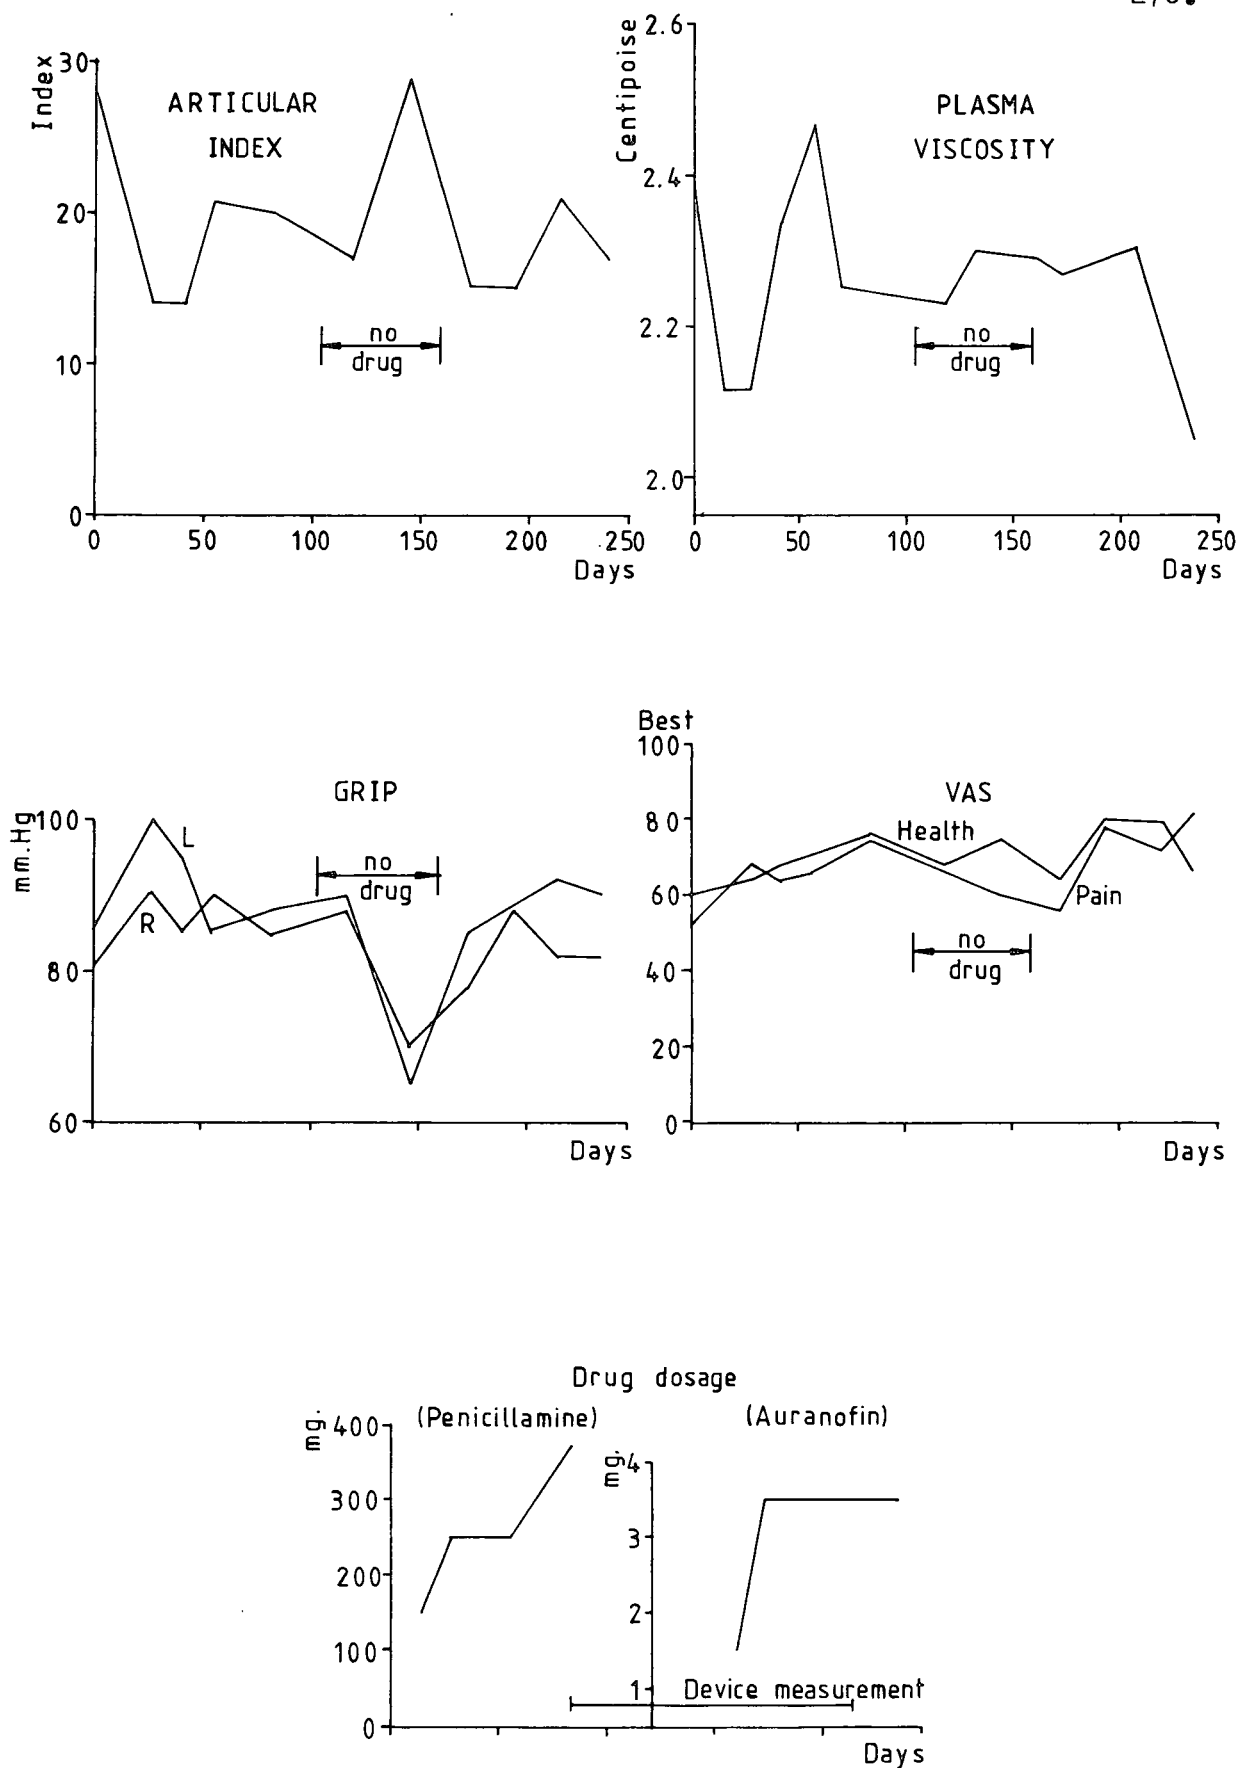 Index
30
20
10
0
ARTICULAR
INDEX
no
drug
0 50 100 150 200 250
Days
Centipoise
2.6
2.4
2.2
2.0
PLASMA
VISCOSITY
no
drug
0 50 100 150 200 250
Days
mm.Hg
100
80
60
GRIP
L
R
no
drug
Days
Best
100
80
60
40
20
0
VAS
Health
Pain
no
drug
Days
Drug dosage
(Penicillamine)
mg.
400
300
200
100
0
(Auranofin)
mg.
4
3
2
1
Device measurement
Days